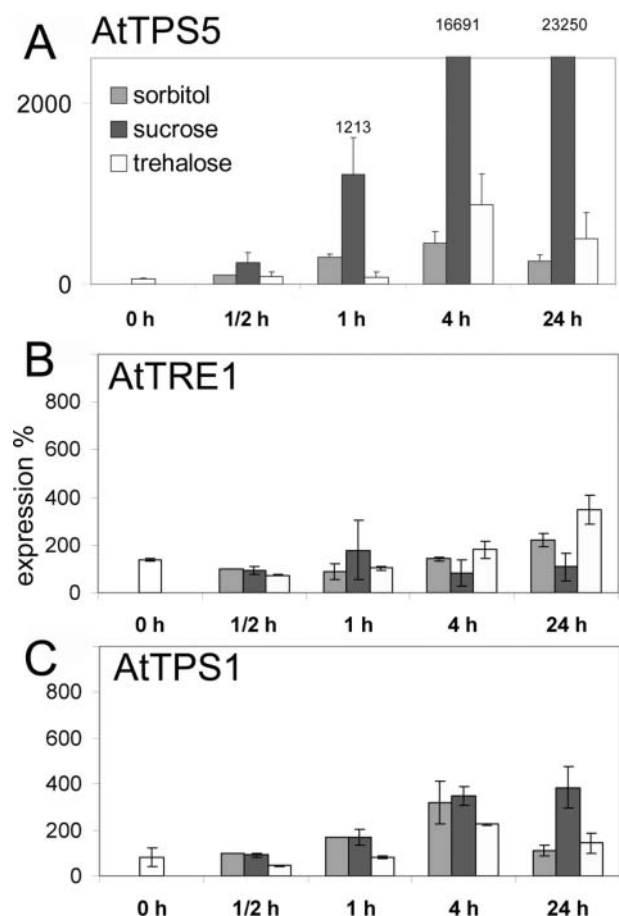 A AtTPS5
16691 23250
2000
sorbitol
sucrose
trehalose
1213
0
0 h 1/2 h 1 h 4 h 24 h
B AtTRE1
800
600
400
200
0
expression %
0 h 1/2 h 1 h 4 h 24 h
C AtTPS1
800
600
400
200
0
0 h 1/2 h 1 h 4 h 24 h